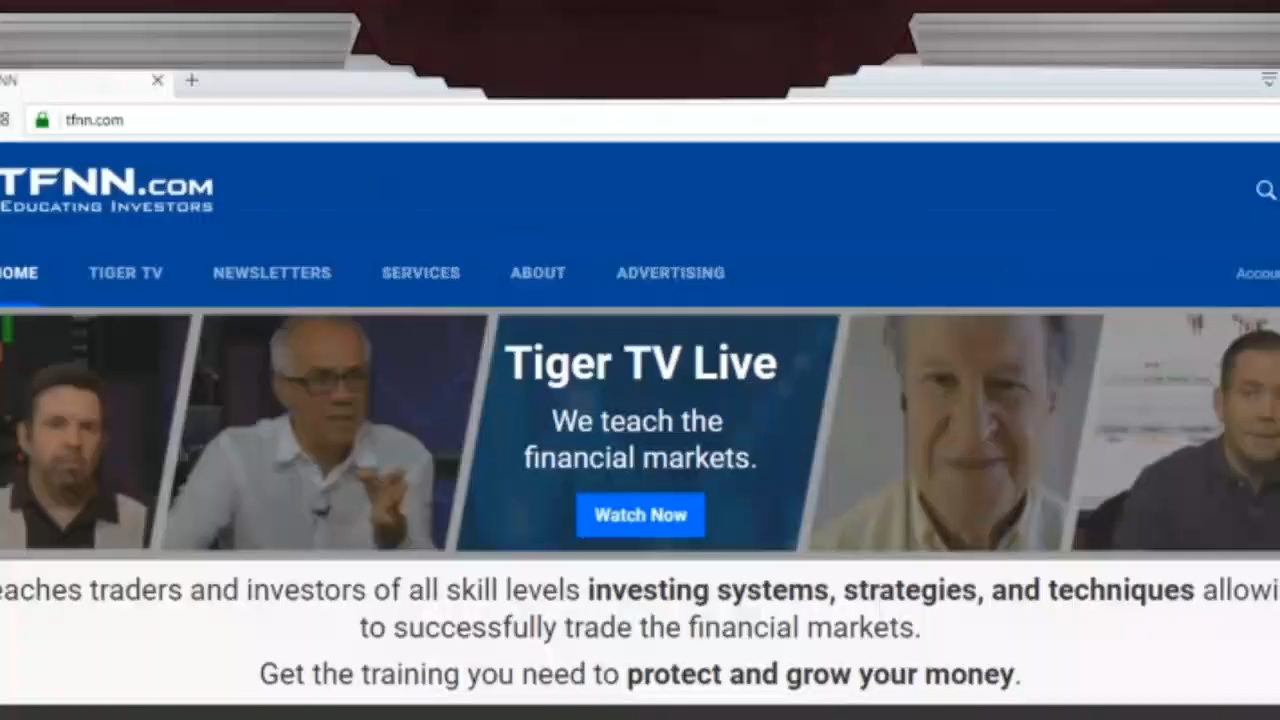 NN
tfnn.com
TFNN.COM
EDUCATING INVESTORS
HOME TIGER TV NEWSLETTERS SERVICES ABOUT ADVERTISING Accou
Tiger TV Live
We teach the
financial markets.
Watch Now
eaches traders and investors of all skill levels investing systems, strategies, and techniques allowi
to successfully trade the financial markets.
Get the training you need to protect and grow your money.